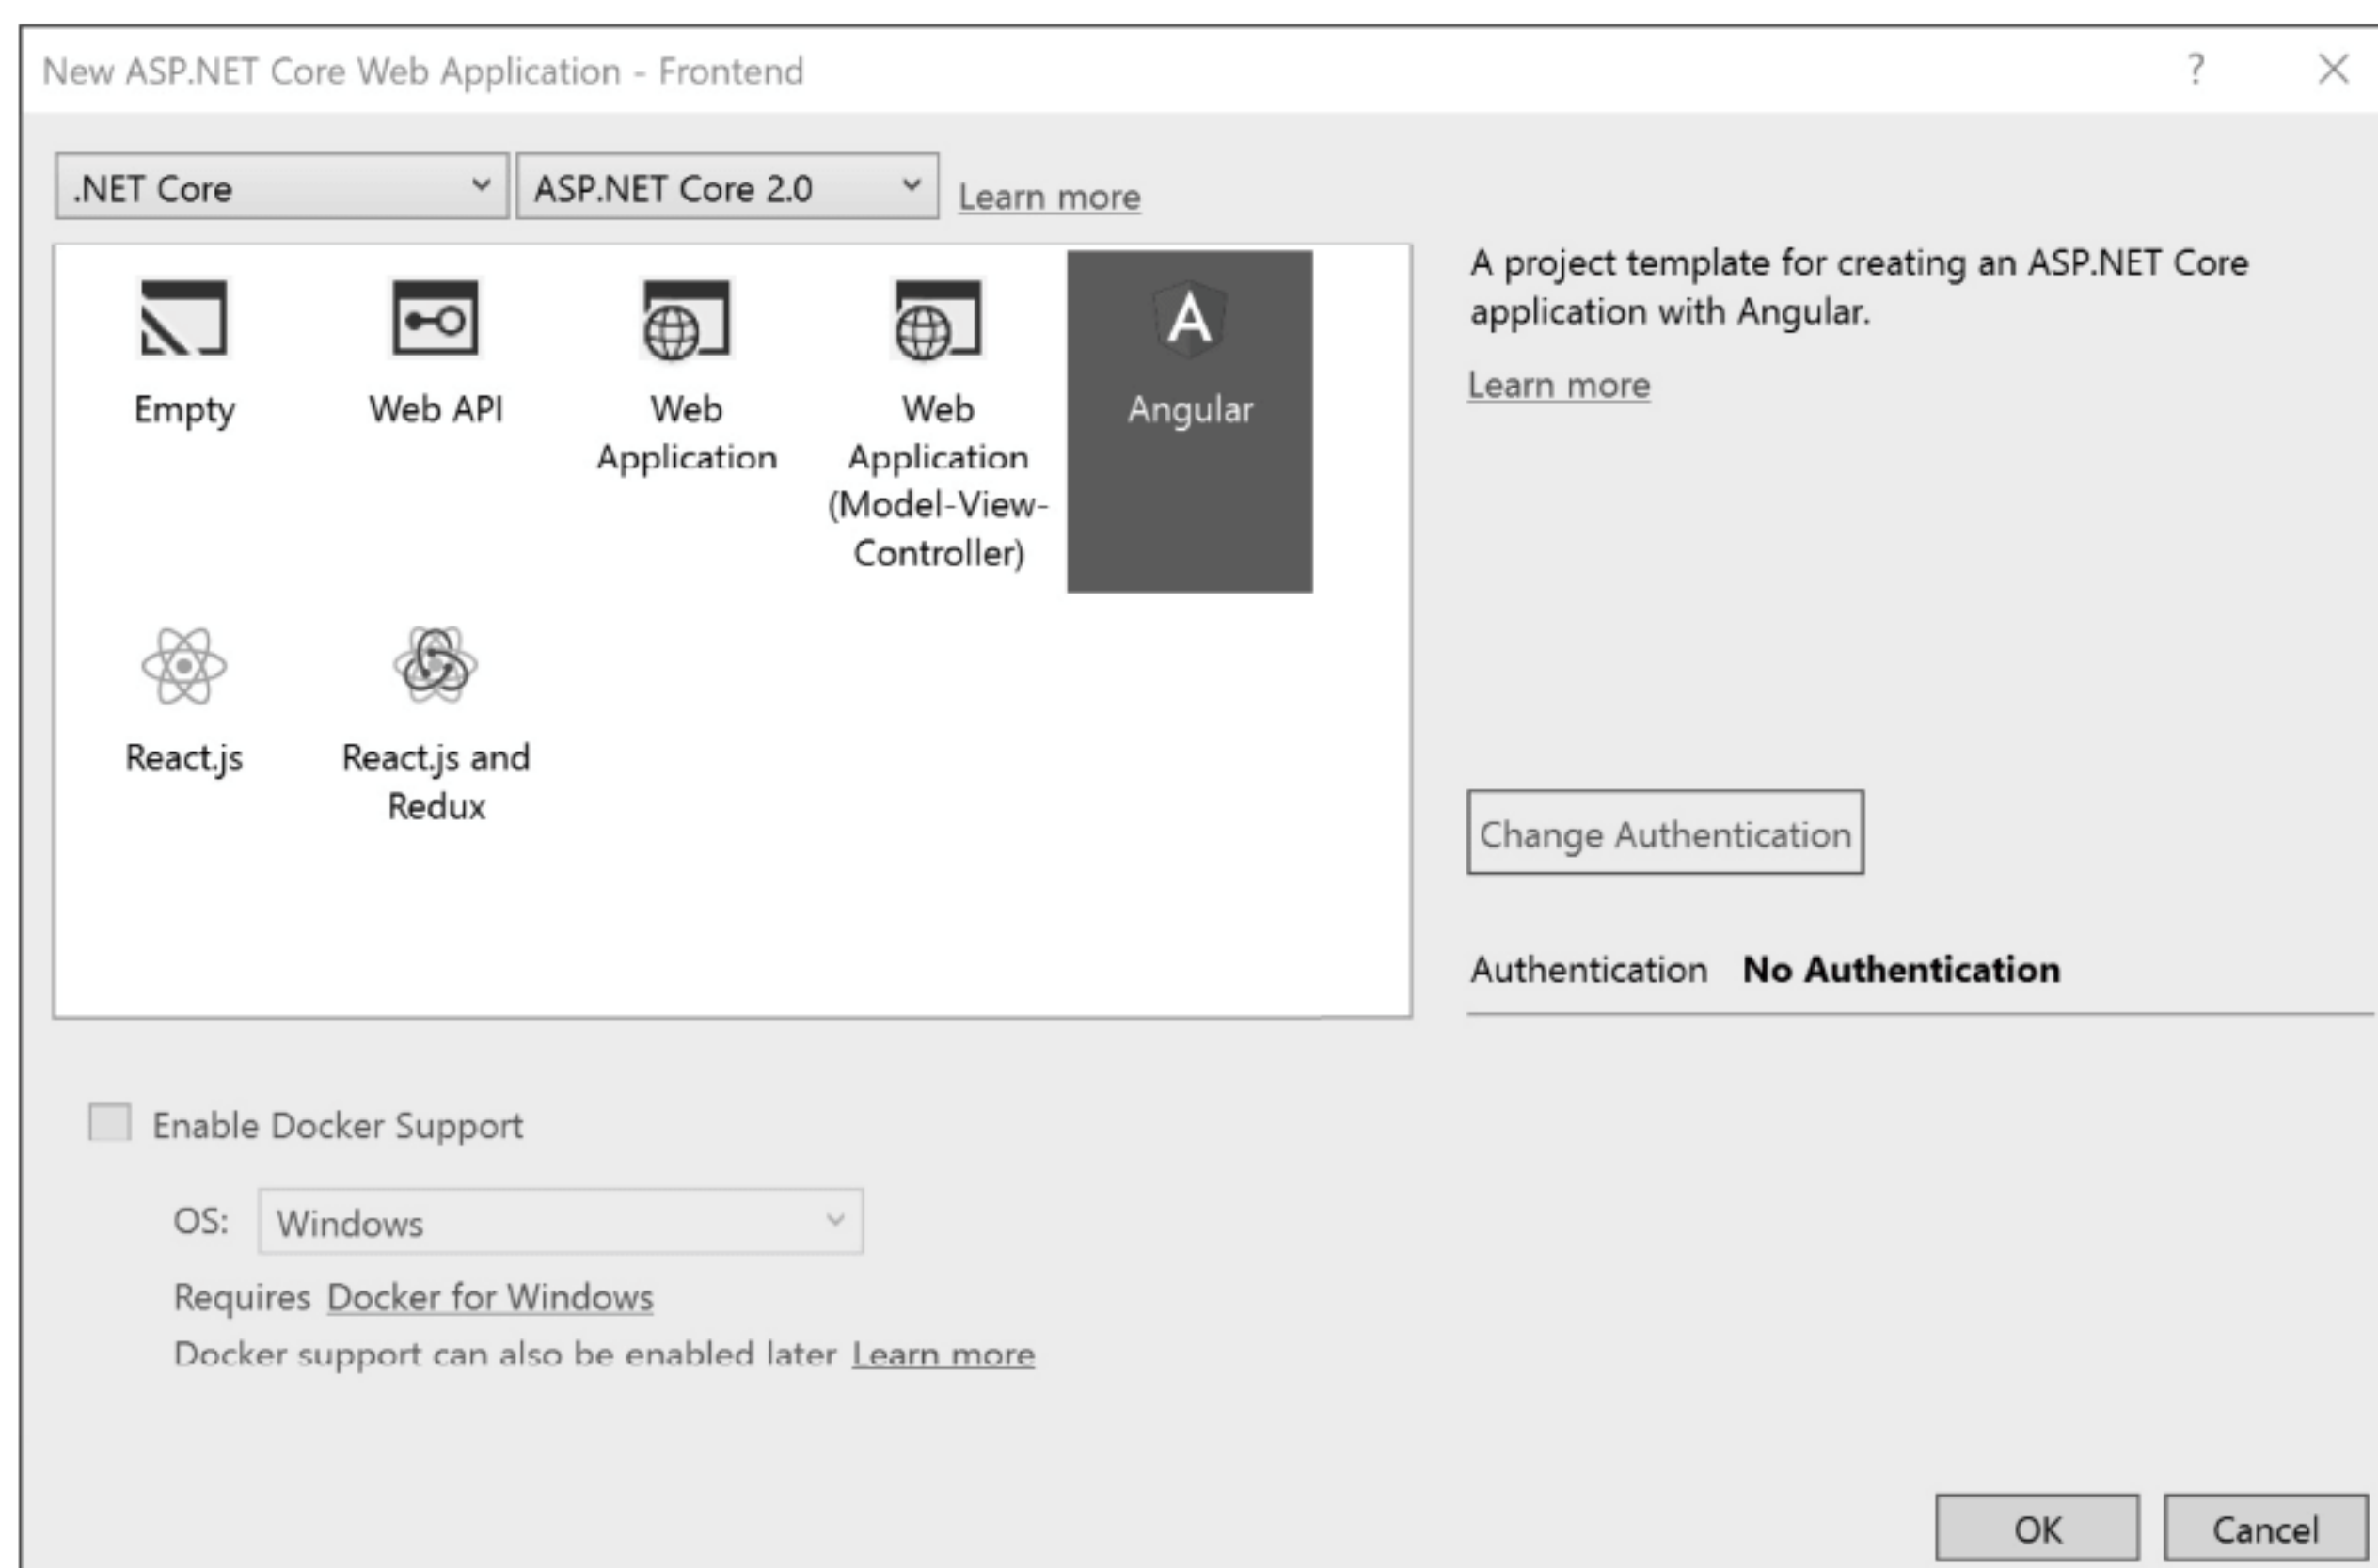 New ASP.NET Core Web Application - Frontend
?
.NET Core
ASP.NET Core 2.0
Learn more
Empty
Web API
Web
Application
Web
Application
(Model-View-
Controller)
Angular
React.js
React.js and
Redux
A project template for creating an ASP.NET Core
application with Angular.
Learn more
Change Authentication
Authentication No Authentication
Enable Docker Support
OS: Windows
Requires Docker for Windows
Docker support can also be enabled later Learn more
OK
Cancel